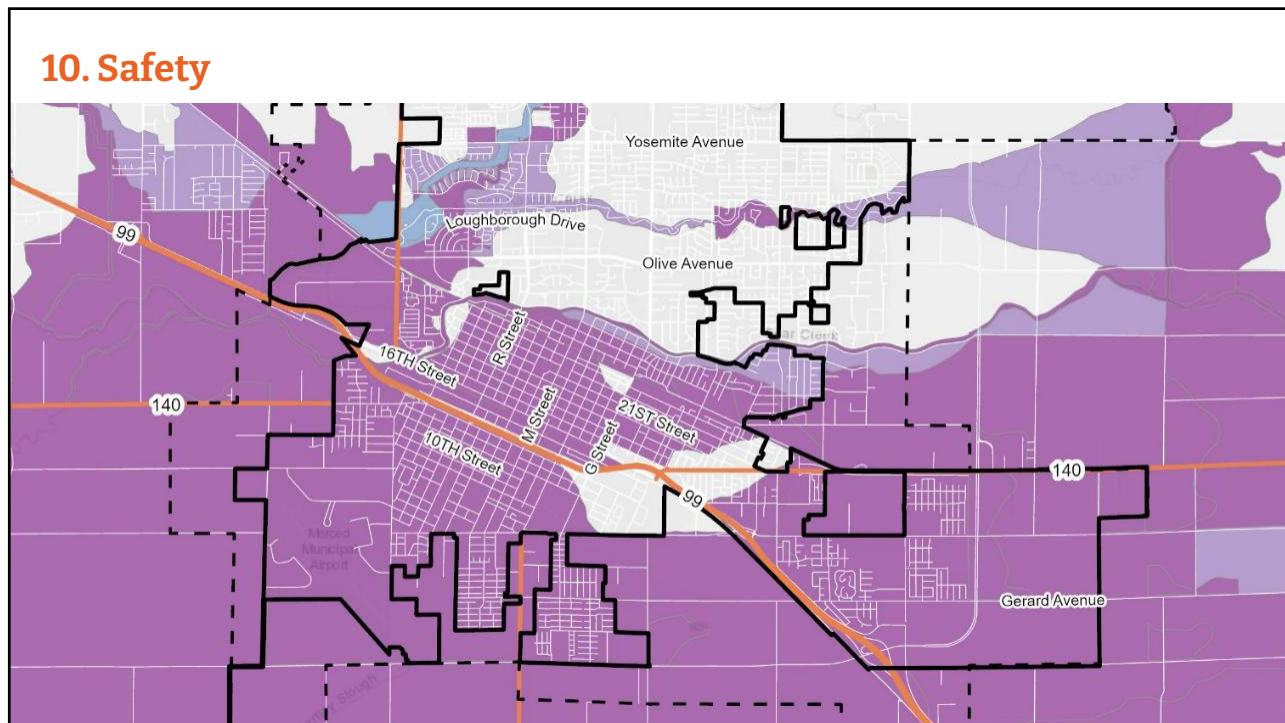 10. Safety
Yosemite Avenue
Loughborough Drive
99
Olive Avenue
R Street
16TH Street
140
M Street
21ST Street
10TH Street
G Street
140
99
Merced
Municipal
Airport
Gerard Avenue
Slough